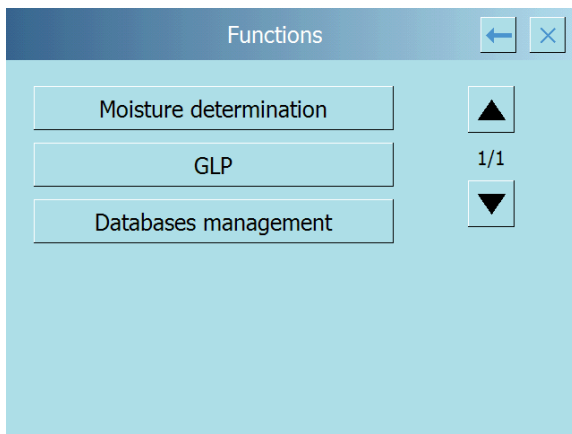 Functions
Moisture determination
GLP
1/1
Databases management